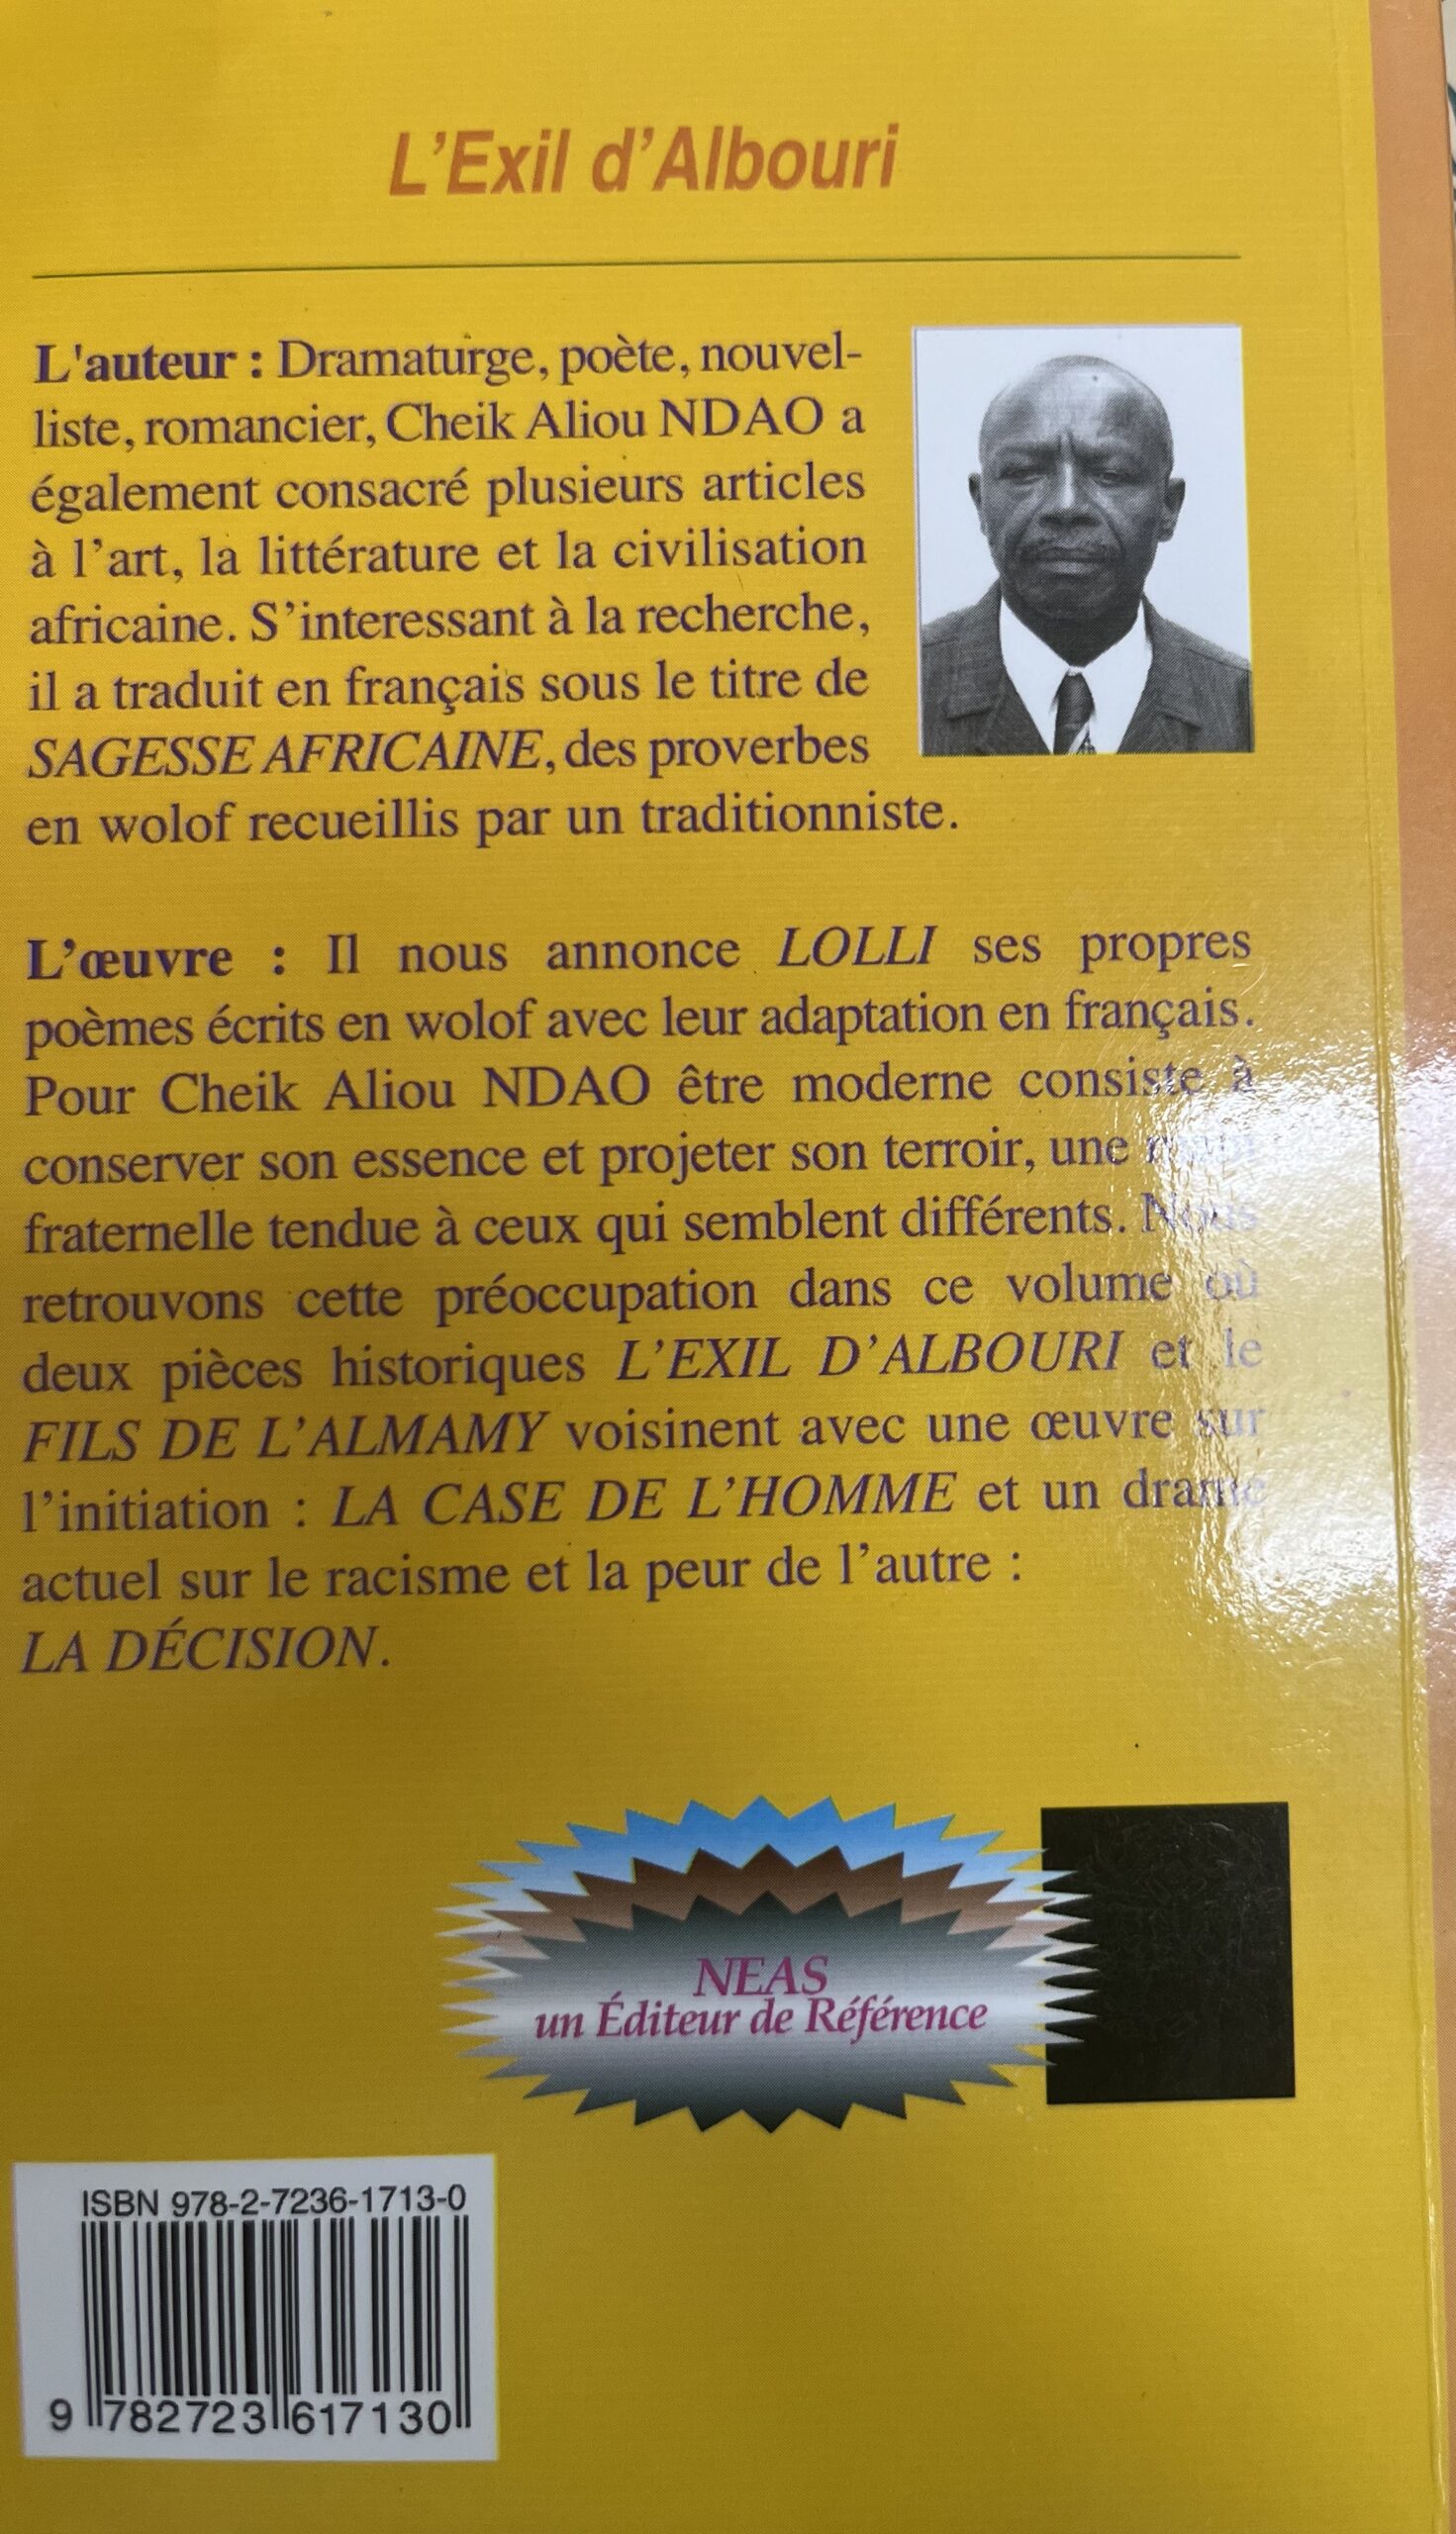 L'Exil d'Albouri
L'auteur : Dramaturge, poète, nouvel-
liste, romancier, Cheik Aliou NDAO a
également consacré plusieurs articles
à l'art, la littérature et la civilisation
africaine. S'interessant à la recherche,
il a traduit en français sous le titre de
SAGESSE AFRICAINE, des proverbes
en wolof recueillis par un traditionniste.
L'œuvre : Il nous annonce LOLLI ses propres
poèmes écrits en wolof avec leur adaptation en français.
Pour Cheik Aliou NDAO être moderne consiste à
conserver son essence et projeter son terroir, une
fraternelle tendue à ceux qui semblent différents. Nous
retrouvons cette préoccupation dans ce volume où
deux pièces historiques L'EXIL D'ALBOURI et le
FILS DE L'ALMAMY voisinent avec une œuvre sur
l'initiation : LA CASE DE L'HOMME et un drame
actuel sur le racisme et la peur de l'autre :
LA DÉCISION.
NEAS
un Éditeur de Référence
ISBN 978-2-7236-1713-0
9 782723 617130